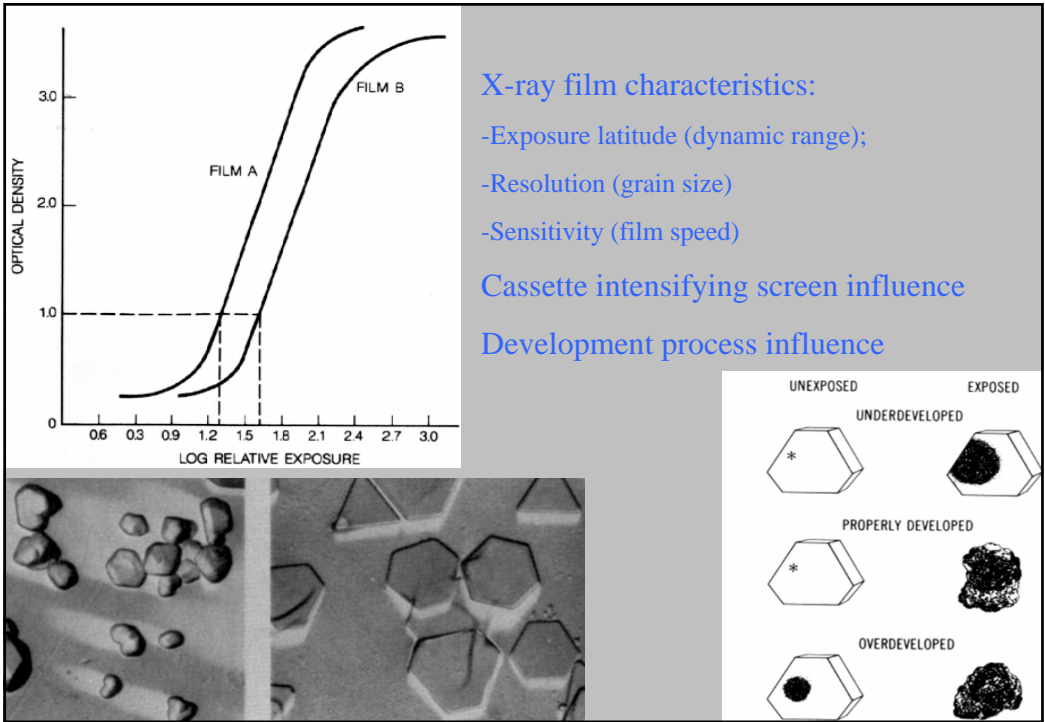 3.0
2.0
1.0
0
OPTICAL DENSITY
FILM A
FILM B
0.6 0.3 0.9 1.2 1.5 1.8 2.1 2.4 2.7 3.0
LOG RELATIVE EXPOSURE
X-ray film characteristics:
-Exposure latitude (dynamic range);
-Resolution (grain size)
-Sensitivity (film speed)
Cassette intensifying screen influence
Development process influence
UNEXPOSED EXPOSED
UNDERDEVELOPED
*
PROPERLY DEVELOPED
*
OVERDEVELOPED